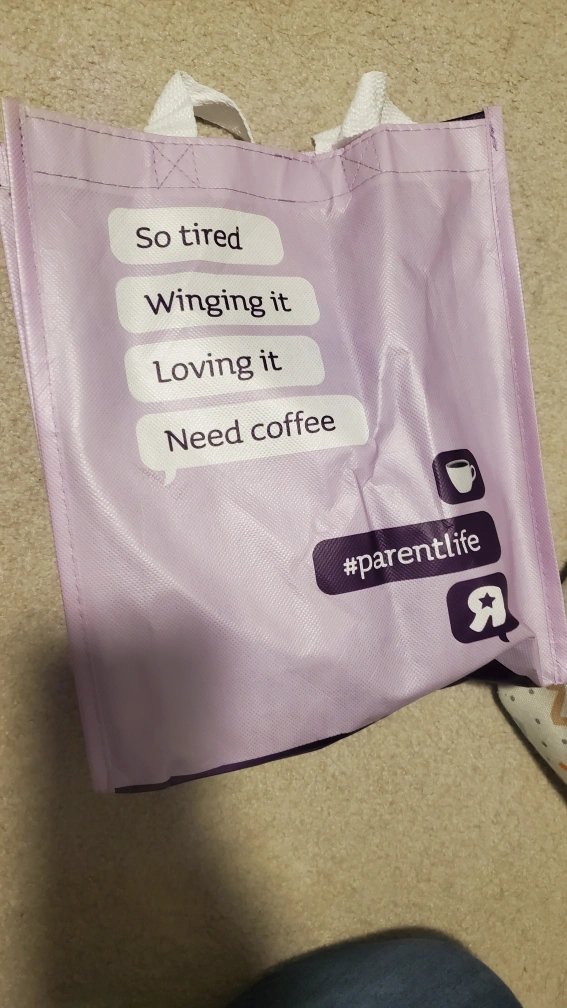 So tired
Winging it
Loving it
Need coffee
#parentlife
R